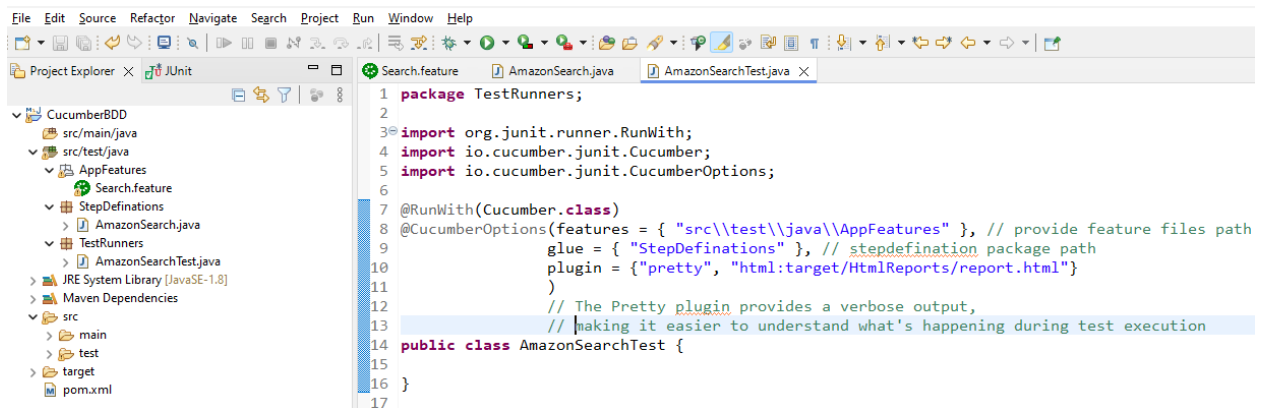 File Edit Source Refactor Navigate Search Project Run Window Help
Project Explorer
JUnit
Search.feature
AmazonSearch.java
AmazonSearchTest.java
CucumberBDD
src/main/java
src/test/java
AppFeatures
Search.feature
StepDefinations
AmazonSearch.java
TestRunners
AmazonSearchTest.java
JRE System Library [JavaSE-1.8]
Maven Dependencies
src
main
test
target
pom.xml
1 package TestRunners;
2
3 import org.junit.runner.RunWith;
4 import io.cucumber.junit.Cucumber;
5 import io.cucumber.junit.CucumberOptions;
6
7 @RunWith(Cucumber.class)
8 @CucumberOptions(features = { "src\\test\\java\\AppFeatures" }, // provide feature files path
9 glue = { "StepDefinations" }, // stepdefination package path
10 plugin = {"pretty", "html:target/HtmlReports/report.html"}
11 )
12 // The Pretty plugin provides a verbose output,
13 // making it easier to understand what's happening during test execution
14 public class AmazonSearchTest {
15
16 }
17